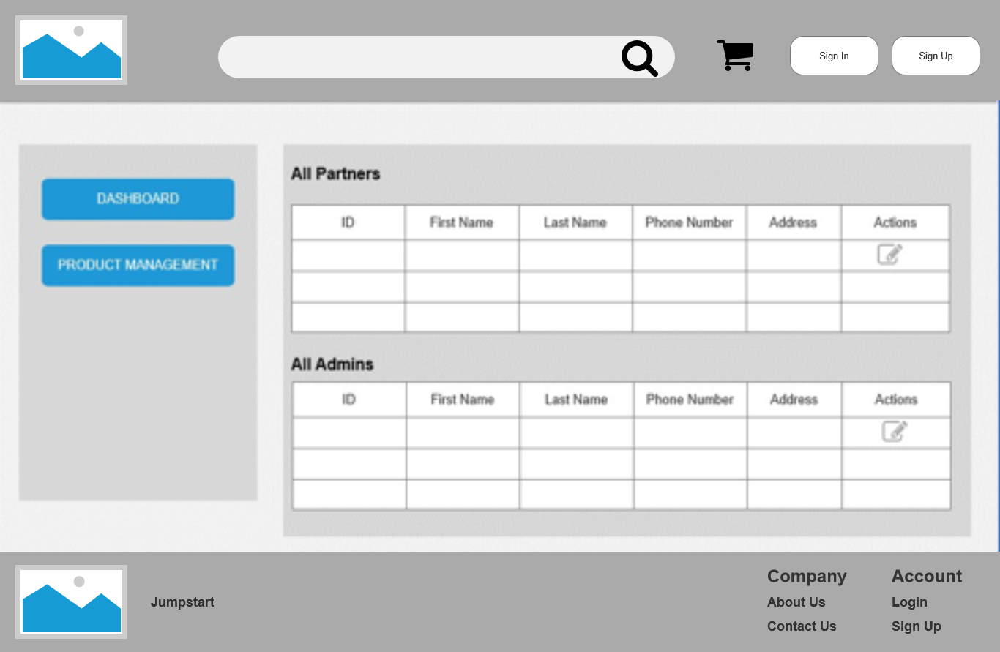 Sign In
Sign Up
DASHBOARD
PRODUCT MANAGEMENT
All Partners
ID First Name Last Name Phone Number Address Actions
All Admins
ID First Name Last Name Phone Number Address Actions
Jumpstart
Company
About Us
Contact Us
Account
Login
Sign Up